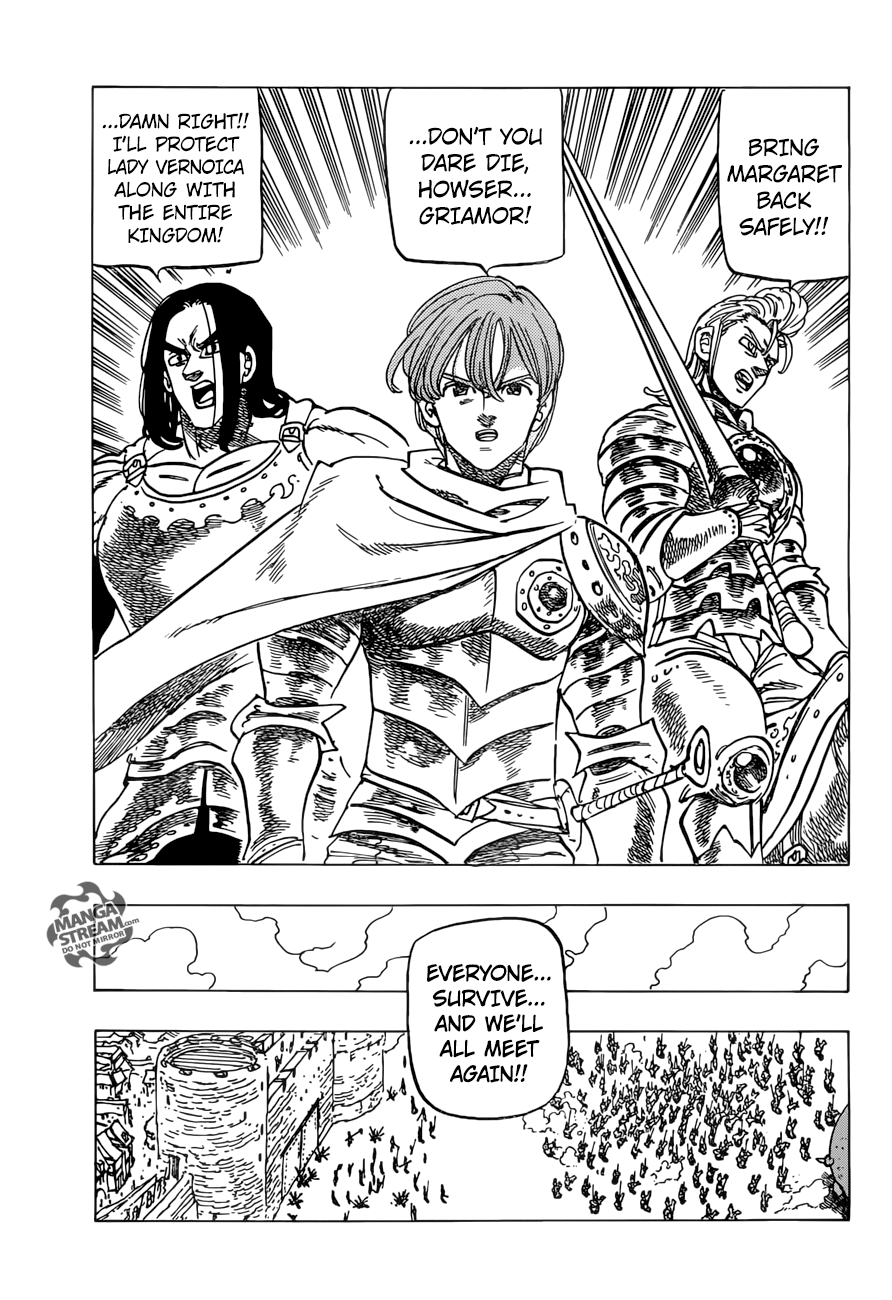 BRING
MARGARET
BACK
SAFELY!!
...DON'T YOU
DARE DIE,
HOWSER...
GRIAMOR!
...DAMN RIGHT!!
I'LL PROTECT
LADY VERNOICA
ALONG WITH
THE ENTIRE
KINGDOM!
EVERYONE...
SURVIVE...
AND WE'LL
ALL MEET
AGAIN!!
MANGA
STREAM.com
DO NOT MIRROR